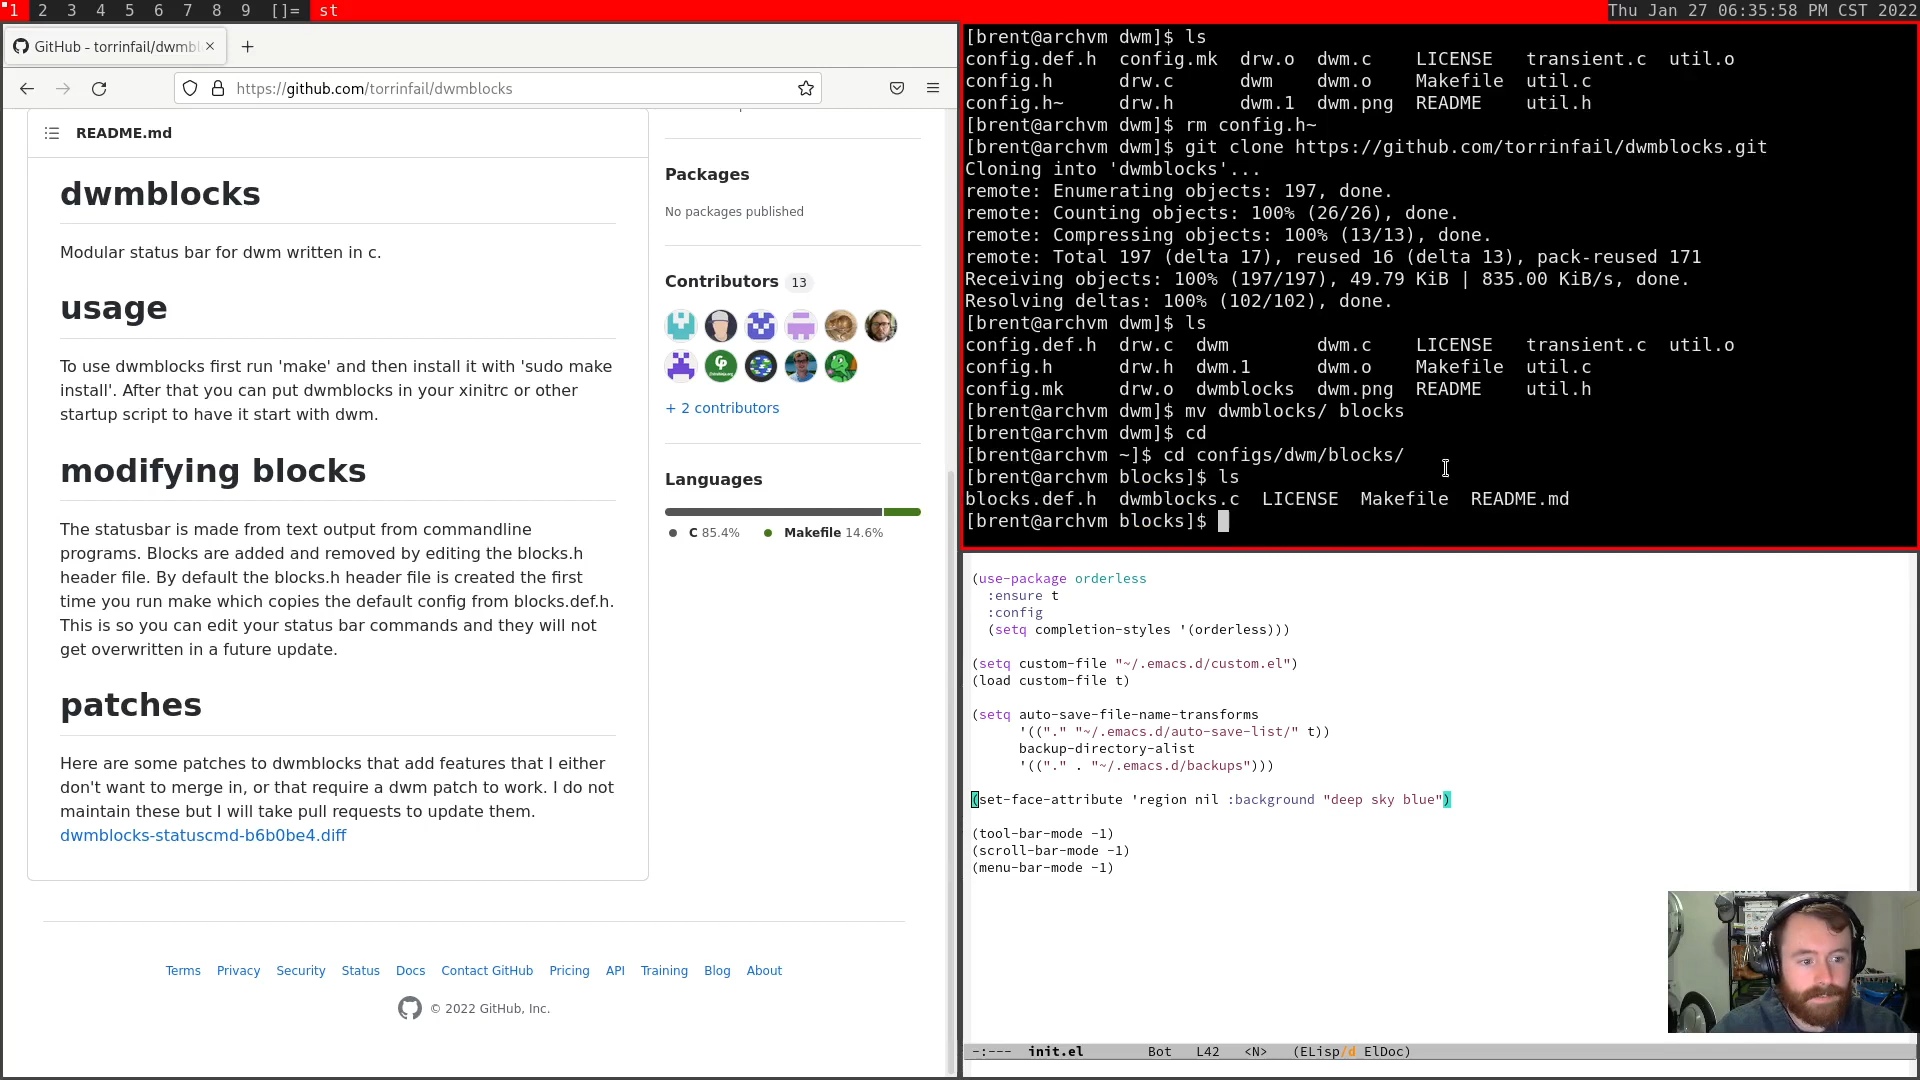 1 2 3 4 5 6 7 8 9 []= st Thu Jan 27 06:35:58 PM CST 2022
GitHub - torrinfail/dwmbl × +
https://github.com/torrinfail/dwmblocks
README.md
dwmblocks
Modular status bar for dwm written in c.
usage
To use dwmblocks first run 'make' and then install it with 'sudo make
install'. After that you can put dwmblocks in your xinitrc or other
startup script to have it start with dwm.
modifying blocks
The statusbar is made from text output from commandline
programs. Blocks are added and removed by editing the blocks.h
header file. By default the blocks.h header file is created the first
time you run make which copies the default config from blocks.def.h.
This is so you can edit your status bar commands and they will not
get overwritten in a future update.
patches
Here are some patches to dwmblocks that add features that I either
don't want to merge in, or that require a dwm patch to work. I do not
maintain these but I will take pull requests to update them.
dwmblocks-statuscmd-b6b0be4.diff
Packages
No packages published
Contributors 13
+ 2 contributors
Languages
C 85.4% Makefile 14.6%
Terms Privacy Security Status Docs Contact GitHub Pricing API Training Blog About
© 2022 GitHub, Inc.
[brent@archvm dwm]$ ls
config.def.h config.mk drw.o dwm.c LICENSE transient.c util.o
config.h drw.c dwm dwm.o Makefile util.c
config.h~ drw.h dwm.1 dwm.png README util.h
[brent@archvm dwm]$ rm config.h~
[brent@archvm dwm]$ git clone https://github.com/torrinfail/dwmblocks.git
Cloning into 'dwmblocks'...
remote: Enumerating objects: 197, done.
remote: Counting objects: 100% (26/26), done.
remote: Compressing objects: 100% (13/13), done.
remote: Total 197 (delta 17), reused 16 (delta 13), pack-reused 171
Receiving objects: 100% (197/197), 49.79 KiB | 835.00 KiB/s, done.
Resolving deltas: 100% (102/102), done.
[brent@archvm dwm]$ ls
config.def.h drw.c dwm dwm.c LICENSE transient.c util.o
config.h drw.h dwm.1 dwm.o Makefile util.c
config.mk drw.o dwmblocks dwm.png README util.h
[brent@archvm dwm]$ mv dwmblocks/ blocks
[brent@archvm dwm]$ cd
[brent@archvm ~]$ cd configs/dwm/blocks/
[brent@archvm blocks]$ ls
blocks.def.h dwmblocks.c LICENSE Makefile README.md
[brent@archvm blocks]$
(use-package orderless
:ensure t
:config
(setq completion-styles '(orderless)))
(setq custom-file "~/.emacs.d/custom.el")
(load custom-file t)
(setq auto-save-file-name-transforms
'(("." "~/.emacs.d/auto-save-list/" t))
backup-directory-alist
'(("." . "~/.emacs.d/backups")))
(set-face-attribute 'region nil :background "deep sky blue")
(tool-bar-mode -1)
(scroll-bar-mode -1)
(menu-bar-mode -1)
-:--- init.el Bot L42 <N> (ELisp/d ElDoc)